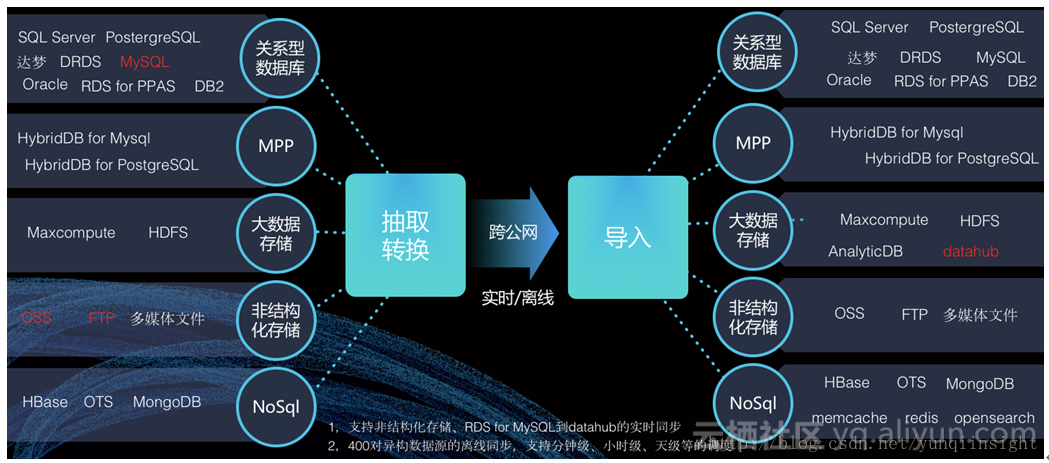 SQL Server PostergreSQL
达梦 DRDS MySQL
Oracle RDS for PPAS DB2
关系型
数据库
HybridDB for Mysql
HybridDB for PostgreSQL
MPP
Maxcompute HDFS
大数据
存储
OSS FTP 多媒体文件
非结构
化存储
HBase OTS MongoDB
NoSql
抽取
转换
跨公网
实时/离线
导入
关系型
数据库
SQL Server PostergreSQL
达梦 DRDS MySQL
Oracle RDS for PPAS DB2
MPP
HybridDB for Mysql
HybridDB for PostgreSQL
大数据
存储
Maxcompute HDFS
AnalyticDB datahub
非结构
化存储
OSS FTP 多媒体文件
NoSql
HBase OTS MongoDB
memcache redis opensearch
1、支持非结构化存储、RDS for MySQL到datahub的实时同步
2、400对异构数据源的离线同步，支持分钟级、小时级、天级等的调度
云栖社区 yq.aliyun.com
http://blog.csdn.net/yunqiinsight